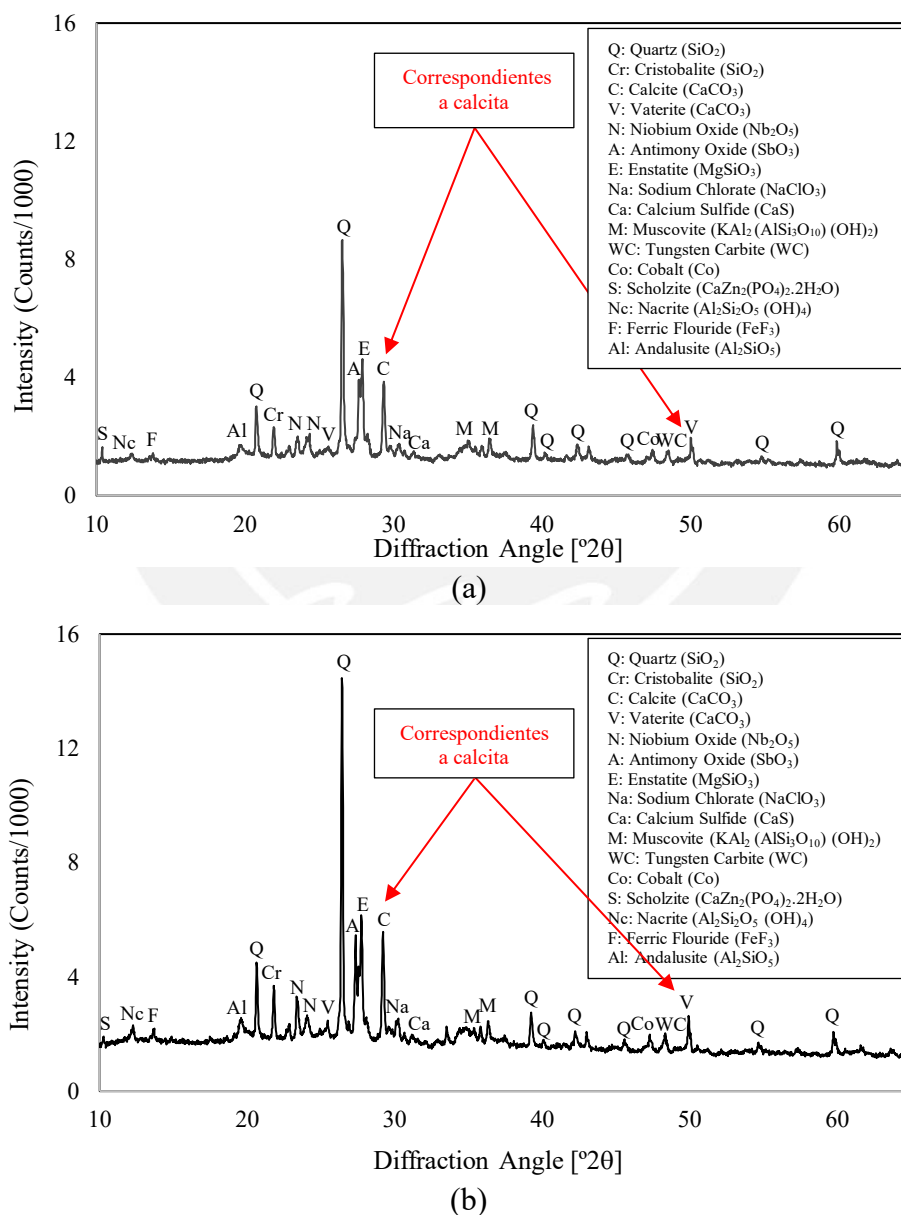 16
12
8
4
0
Intensity (Counts/1000)
Correspondientes
a calcita
Q: Quartz (SiO₂)
Cr: Cristobalite (SiO₂)
C: Calcite (CaCO₃)
V: Vaterite (CaCO₃)
N: Niobium Oxide (Nb₂O₅)
A: Antimony Oxide (SbO₃)
E: Enstatite (MgSiO₃)
Na: Sodium Chlorate (NaClO₃)
Ca: Calcium Sulfide (CaS)
M: Muscovite (KAl₂ (AlSi₃O₁₀) (OH)₂)
WC: Tungsten Carbite (WC)
Co: Cobalt (Co)
S: Scholzite (CaZn₂(PO₄)₂.2H₂O)
Nc: Nacrite (Al₂Si₂O₅ (OH)₄)
F: Ferric Flouride (FeF₃)
Al: Andalusite (Al₂SiO₅)
S Nc F Al Q Cr N N V Q A E C Na Ca M M Q Q Q Q Co WC V Q Q
10 20 30 40 50 60
Diffraction Angle [º2θ]
(a)
16
12
8
4
0
Intensity (Counts/1000)
Correspondientes
a calcita
Q: Quartz (SiO₂)
Cr: Cristobalite (SiO₂)
C: Calcite (CaCO₃)
V: Vaterite (CaCO₃)
N: Niobium Oxide (Nb₂O₅)
A: Antimony Oxide (SbO₃)
E: Enstatite (MgSiO₃)
Na: Sodium Chlorate (NaClO₃)
Ca: Calcium Sulfide (CaS)
M: Muscovite (KAl₂ (AlSi₃O₁₀) (OH)₂)
WC: Tungsten Carbite (WC)
Co: Cobalt (Co)
S: Scholzite (CaZn₂(PO₄)₂.2H₂O)
Nc: Nacrite (Al₂Si₂O₅ (OH)₄)
F: Ferric Flouride (FeF₃)
Al: Andalusite (Al₂SiO₅)
S Nc F Al Q Cr N N V Q A E C Na Ca M M Q Q Q Q Co WC V Q Q
10 20 30 40 50 60
Diffraction Angle [º2θ]
(b)